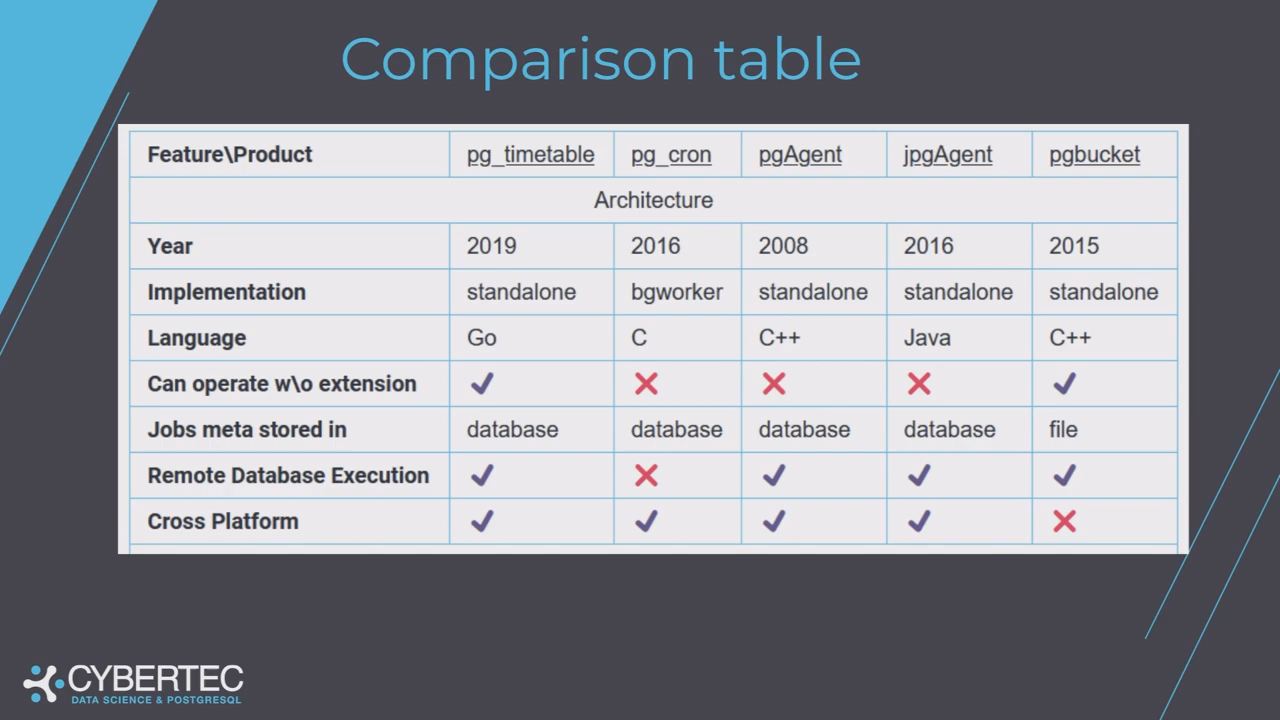 Comparison table
Feature\Product pg_timetable pg_cron pgAgent jpgAgent pgbucket
Architecture
Year 2019 2016 2008 2016 2015
Implementation standalone bgworker standalone standalone standalone
Language Go C C++ Java C++
Can operate w\o extension ✓ ✕ ✕ ✕ ✓
Jobs meta stored in database database database database file
Remote Database Execution ✓ ✕ ✓ ✓ ✓
Cross Platform ✓ ✓ ✓ ✓ ✕
CYBERTEC
DATA SCIENCE & POSTGRESQL